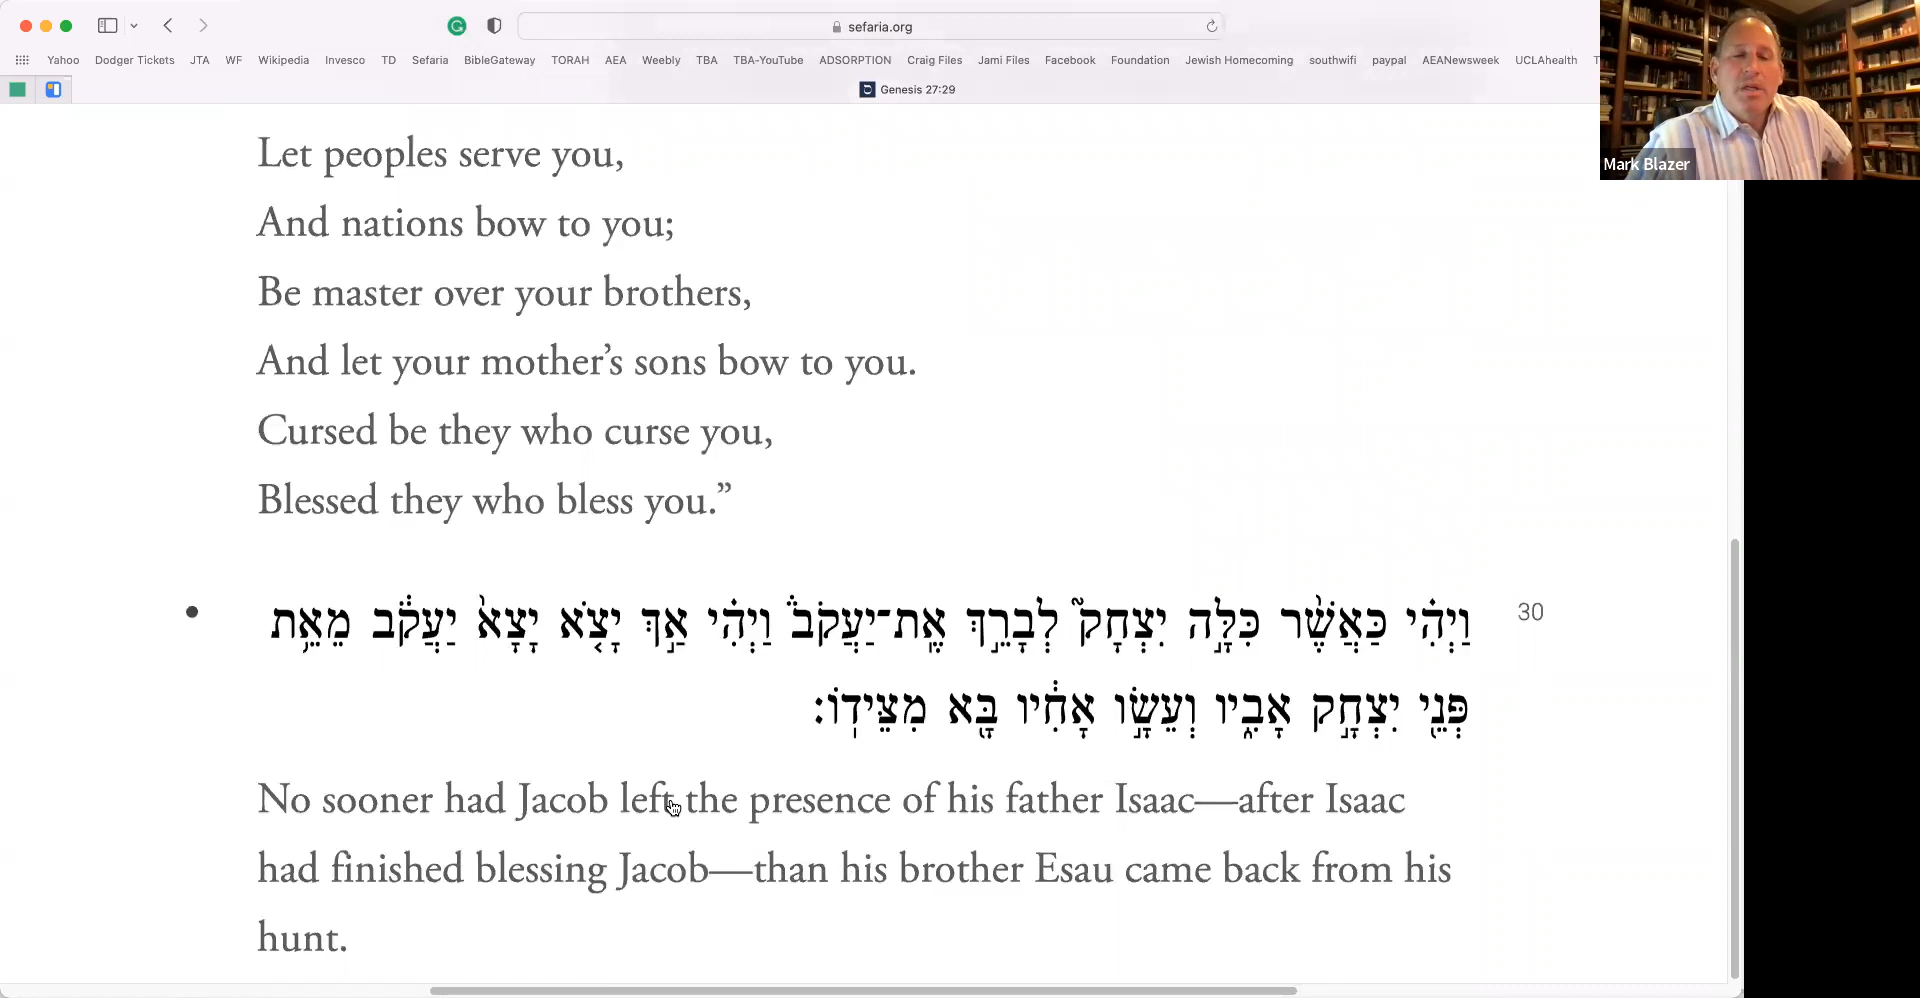 sefaria.org
Yahoo Dodger Tickets JTA WF Wikipedia Invesco TD Sefaria BibleGateway TORAH AEA Weebly TBA TBA-YouTube ADSORPTION Craig Files Jami Files Facebook Foundation Jewish Homecoming southwifi paypal AEANewsweek UCLAhealth
Genesis 27:29
Mark Blazer
Let peoples serve you,
And nations bow to you;
Be master over your brothers,
And let your mother’s sons bow to you.
Cursed be they who curse you,
Blessed they who bless you.”
30 וַיְהִ֗י כַּאֲשֶׁ֨ר כִּלָּ֣ה יִצְחָק֮ לְבָרֵ֣ךְ אֶֽת־יַעֲקֹב֒ וַיְהִ֗י אַ֣ךְ יָצֹ֤א יָצָא֙ יַעֲקֹ֔ב מֵאֵ֥ת
פְּנֵ֖י יִצְחָ֣ק אָבִ֑יו וְעֵשָׂ֣ו אָחִ֔יו בָּ֖א מִצֵּידֽוֹ׃
No sooner had Jacob left the presence of his father Isaac—after Isaac
had finished blessing Jacob—than his brother Esau came back from his
hunt.